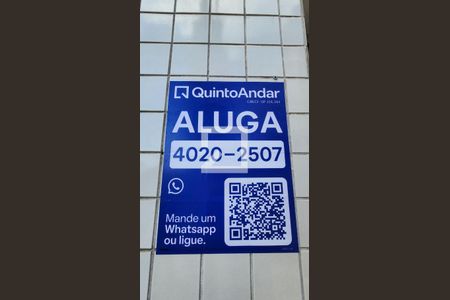 QuintoAndar
ALUGA
4020-2507
Mande um
Whatsapp
ou ligue.